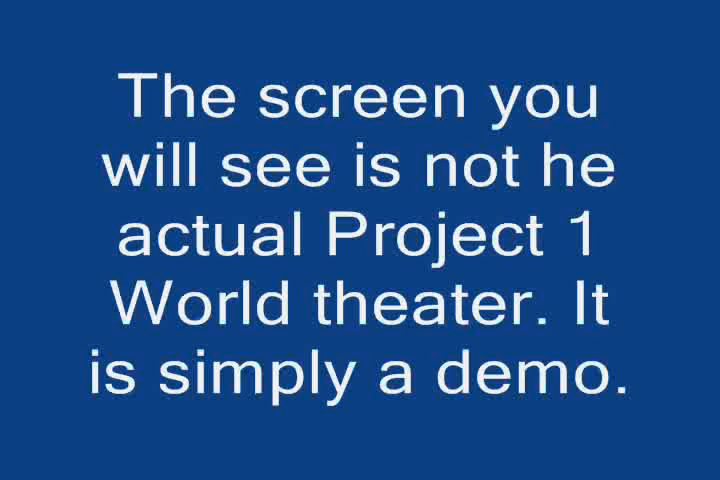 The screen you
will see is not he
actual Project 1
World theater. It
is simply a demo.